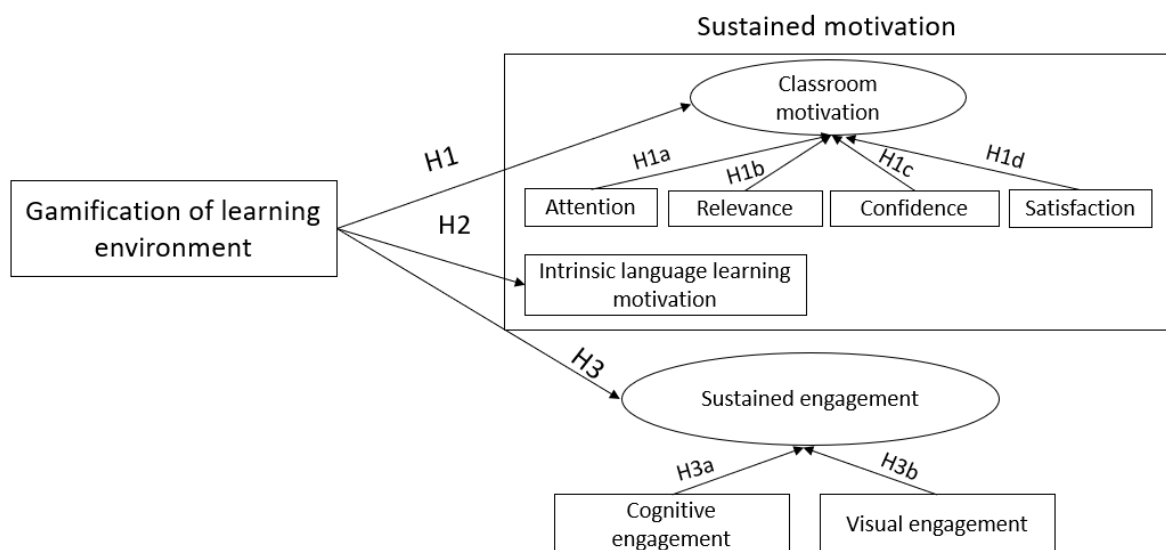 Sustained motivation
Classroom
motivation
H1
H1a
H1b
H1c
H1d
Attention
Relevance
Confidence
Satisfaction
Gamification of learning
environment
H2
Intrinsic language learning
motivation
H3
Sustained engagement
H3a
H3b
Cognitive
engagement
Visual engagement